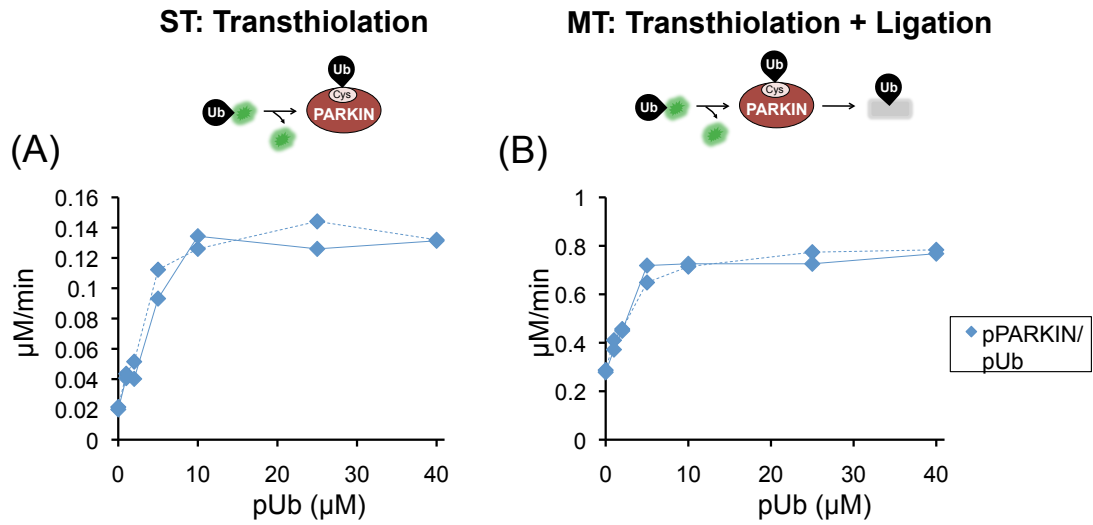 ST: Transthiolation
MT: Transthiolation + Ligation
Ub
Cys
PARKIN
Ub
Ub
Cys
PARKIN
Ub
Ub
(A)
(B)
µM/min
0.16
0.14
0.12
0.1
0.08
0.06
0.04
0.02
0
0 10 20 30 40
pUb (µM)
µM/min
1
0.8
0.6
0.4
0.2
0
0 10 20 30 40
pUb (µM)
pPARKIN/
pUb